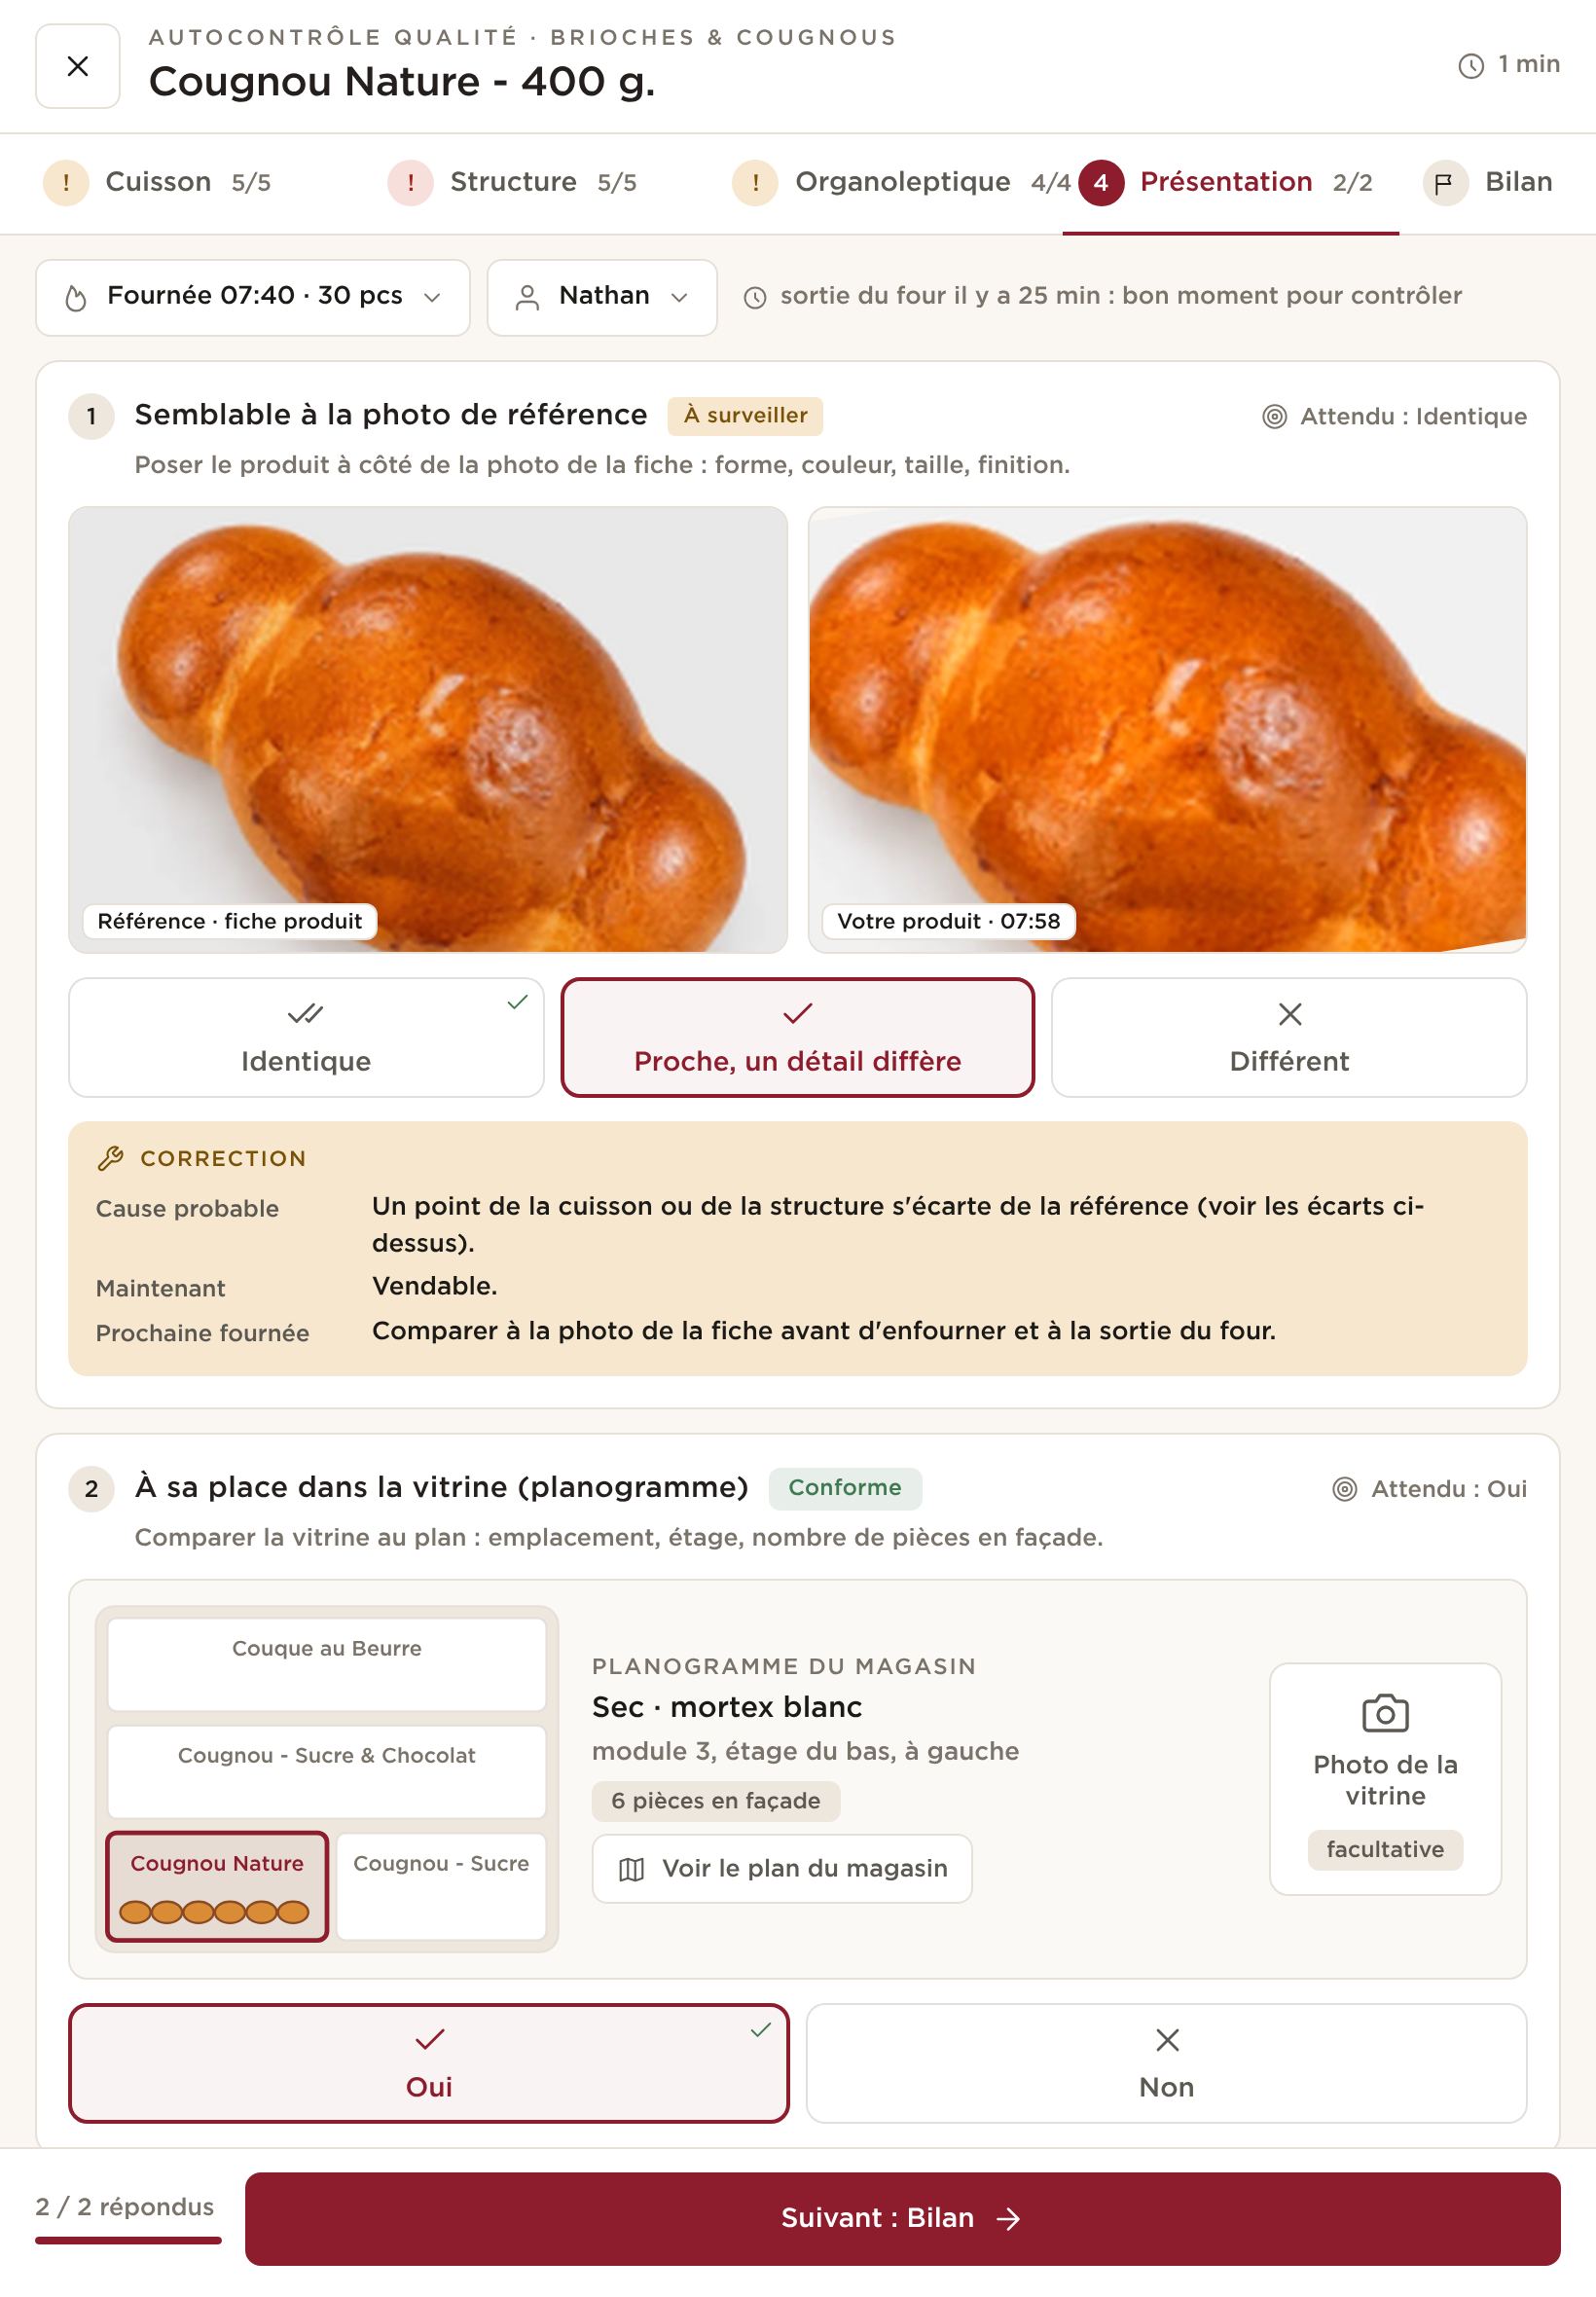 AUTOCONTRÔLE QUALITÉ · BRIOCHES & COUGNOUS
Cougnou Nature - 400 g.
1 min
! Cuisson 5/5
! Structure 5/5
! Organoleptique 4/4
4 Présentation 2/2
Bilan
Fournée 07:40 · 30 pcs
Nathan
sortie du four il y a 25 min : bon moment pour contrôler
1 Semblable à la photo de référence
À surveiller
Attendu : Identique
Poser le produit à côté de la photo de la fiche : forme, couleur, taille, finition.
Référence · fiche produit
Votre produit · 07:58
Identique
Proche, un détail diffère
Différent
CORRECTION
Cause probable
Un point de la cuisson ou de la structure s'écarte de la référence (voir les écarts ci-
dessus).
Maintenant
Vendable.
Prochaine fournée
Comparer à la photo de la fiche avant d'enfourner et à la sortie du four.
2 À sa place dans la vitrine (planogramme)
Conforme
Attendu : Oui
Comparer la vitrine au plan : emplacement, étage, nombre de pièces en façade.
Couque au Beurre
Cougnou - Sucre & Chocolat
Cougnou Nature
Cougnou - Sucre
PLANOGRAMME DU MAGASIN
Sec · mortex blanc
module 3, étage du bas, à gauche
6 pièces en façade
Voir le plan du magasin
Photo de la
vitrine
facultative
Oui
Non
2 / 2 répondus
Suivant : Bilan